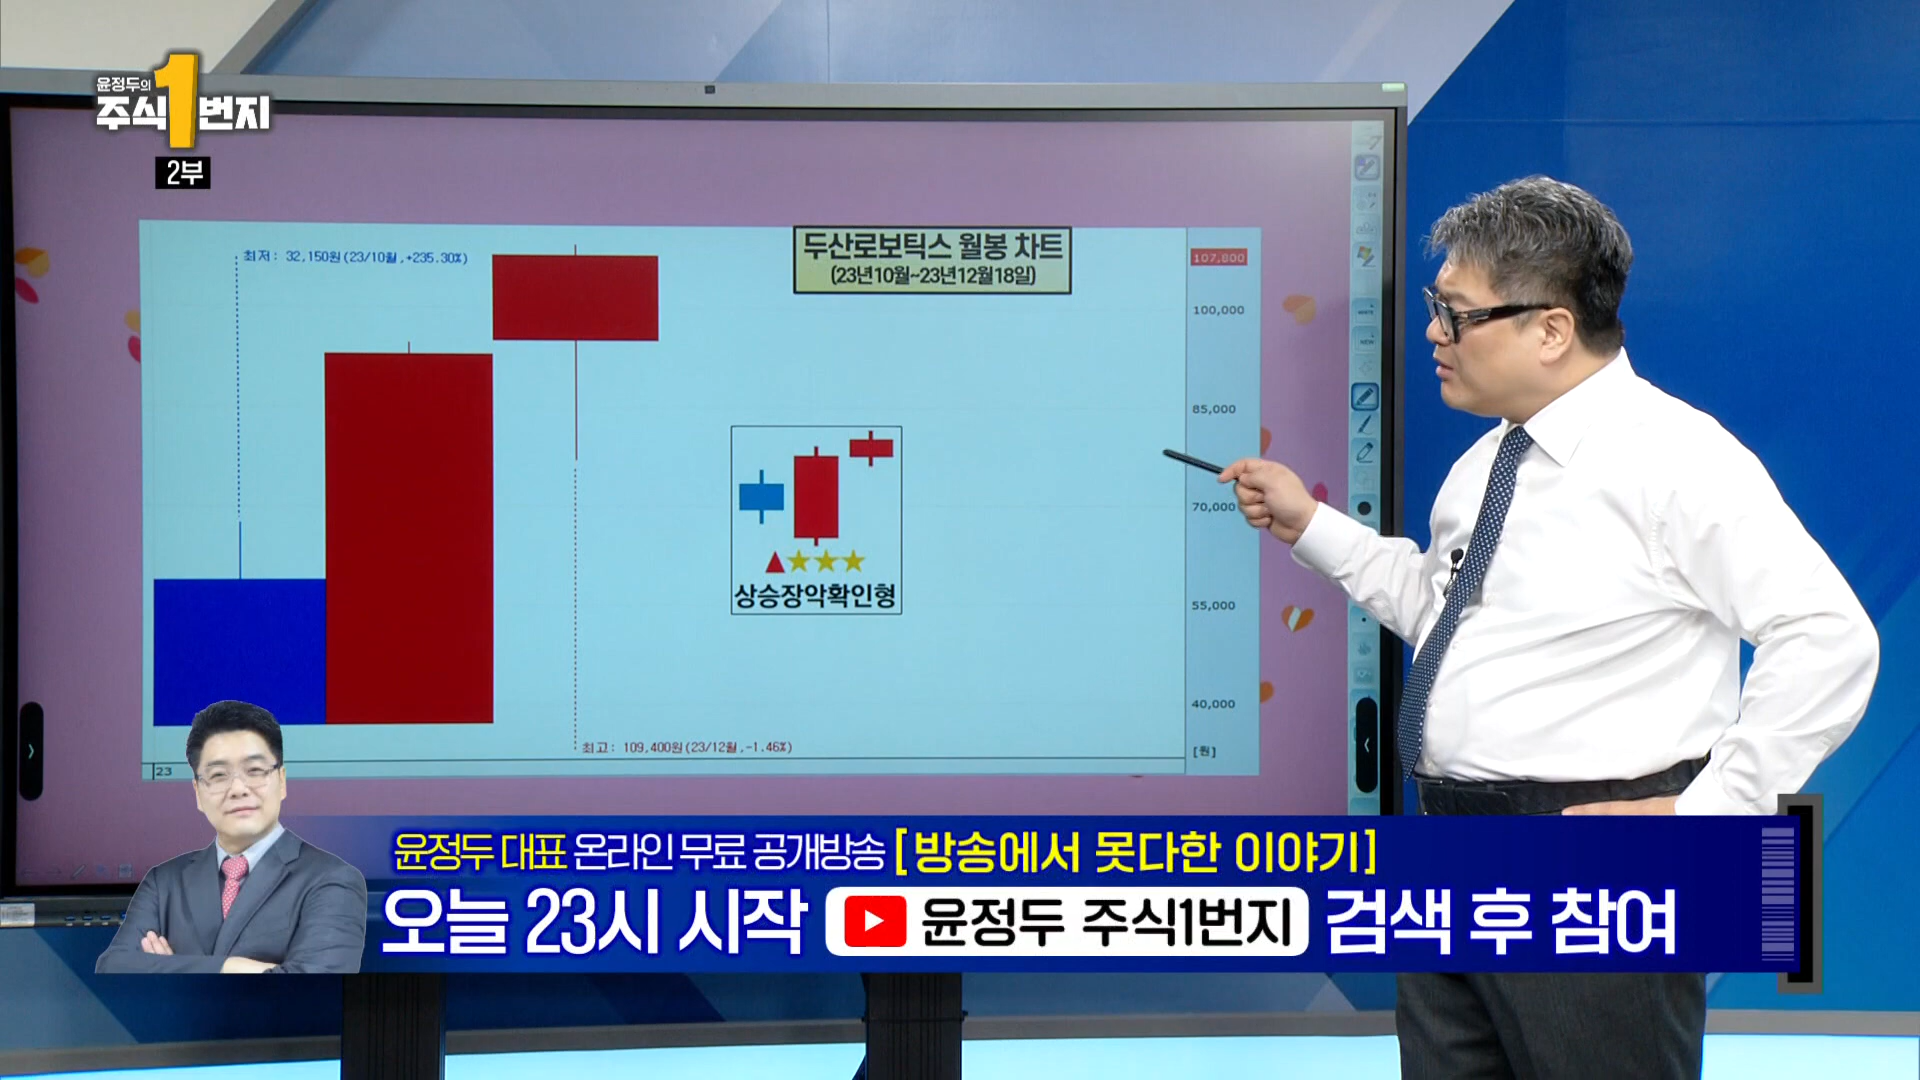 윤정두의
주식1번지
2부
두산로보틱스 월봉 차트
(23년10월~23년12월18일)
최저: 32,150원(23/10월,+235.30%)
107,800
100,000
85,000
70,000
55,000
40,000
[원]
상승장악확인형
최고: 109,400원(23/12월,-1.46%)
23
윤정두 대표 온라인 무료 공개방송 [방송에서 못다한 이야기]
오늘 23시 시작 윤정두 주식1번지 검색 후 참여